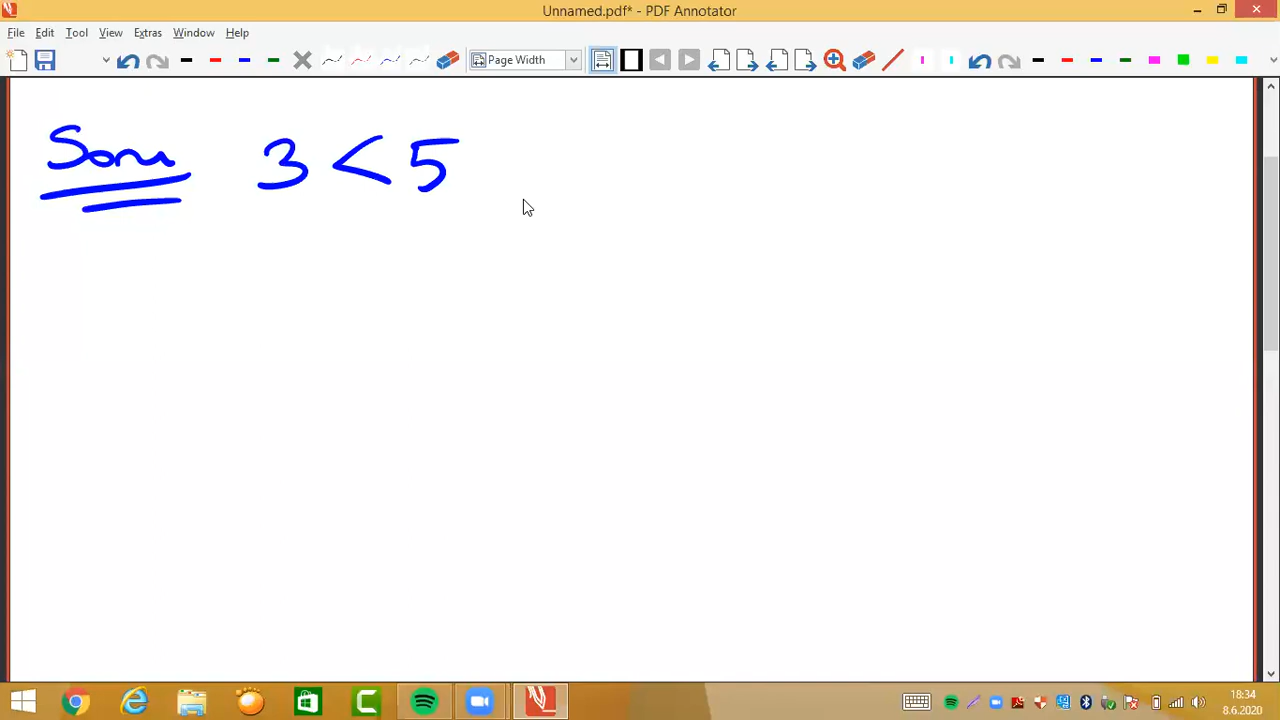 Unnamed.pdf* - PDF Annotator
File Edit Tool View Extras Window Help
Page Width
Soru 3 < 5
18:34
8.6.2020